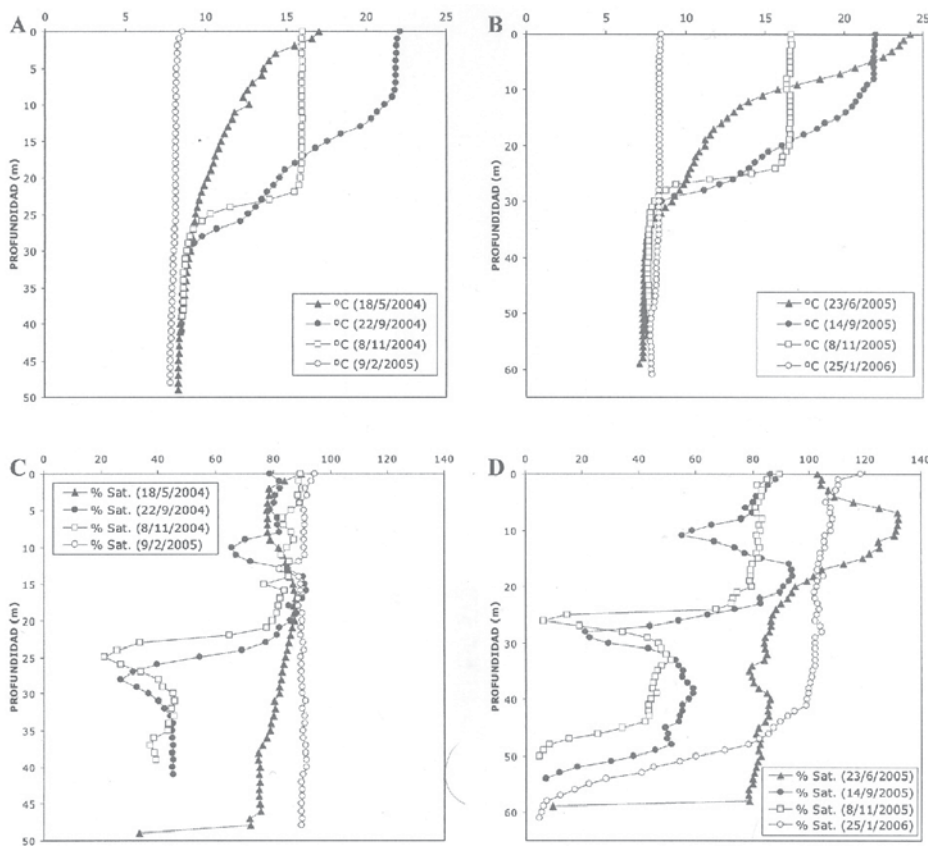 A
0 5 10 15 20 25
0
5
10
15
20
25
30
35
40
45
50
PROFUNDIDAD (m)
ºC (18/5/2004)
ºC (22/9/2004)
ºC (8/11/2004)
ºC (9/2/2005)
B
0 5 10 15 20 25
0
10
20
30
40
50
60
PROFUNDIDAD (m)
ºC (23/6/2005)
ºC (14/9/2005)
ºC (8/11/2005)
ºC (25/1/2006)
C
0 20 40 60 80 100 120 140
0
5
10
15
20
25
30
35
40
45
50
PROFUNDIDAD (m)
% Sat. (18/5/2004)
% Sat. (22/9/2004)
% Sat. (8/11/2004)
% Sat. (9/2/2005)
D
0 20 40 60 80 100 120 140
0
10
20
30
40
50
60
PROFUNDIDAD (m)
% Sat. (23/6/2005)
% Sat. (14/9/2005)
% Sat. (8/11/2005)
% Sat. (25/1/2006)